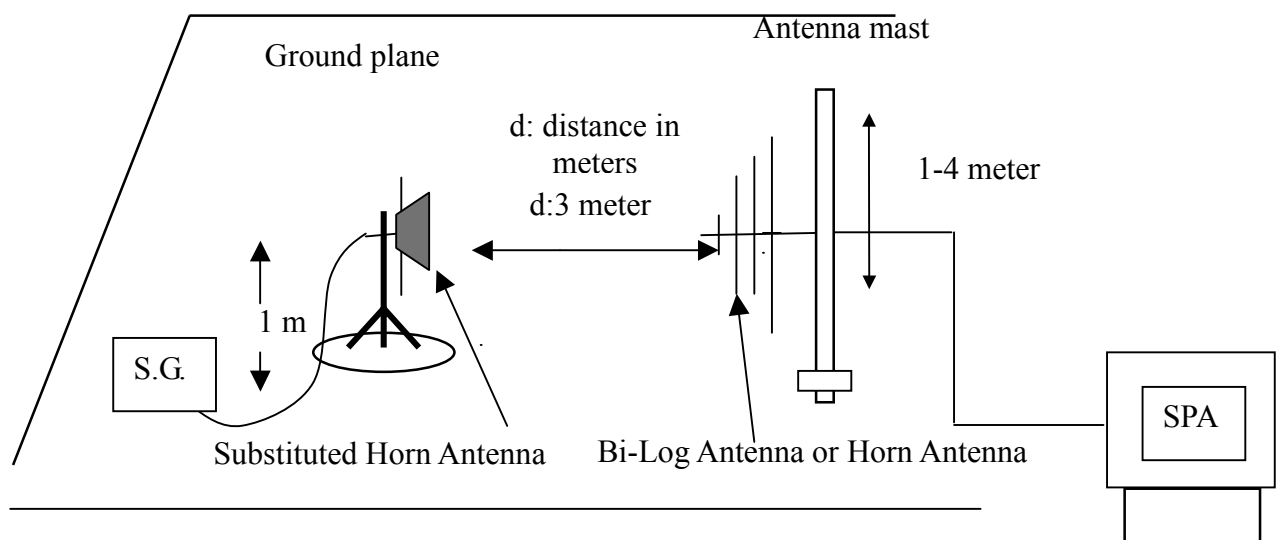 Antenna mast
Ground plane
d: distance in
meters
d:3 meter
1-4 meter
1 m
S.G.
SPA
Substituted Horn Antenna
Bi-Log Antenna or Horn Antenna